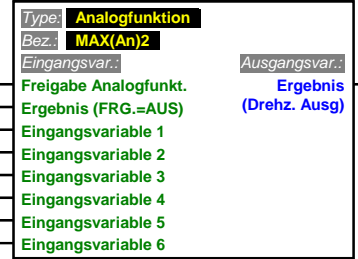 Type: Analogfunktion
Bez.: MAX(An)2
Eingangsvar.: Ausgangsvar.:
Freigabe Analogfunkt. Ergebnis
Ergebnis (FRG.=AUS) (Drehz. Ausg)
Eingangsvariable 1
Eingangsvariable 2
Eingangsvariable 3
Eingangsvariable 4
Eingangsvariable 5
Eingangsvariable 6